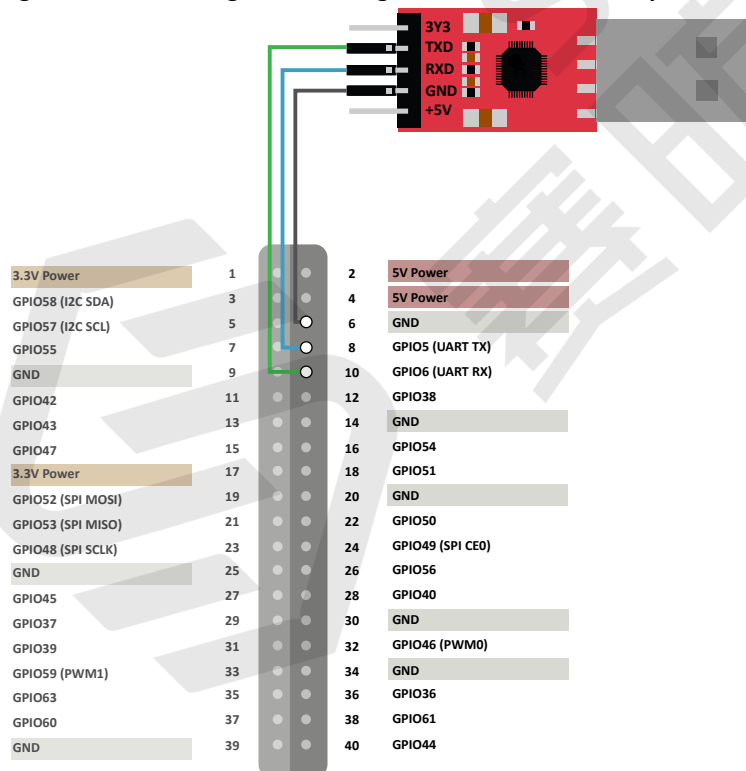 3Y3
TXD
RXD
GND
+5V
3.3V Power 1 2 5V Power
GPIO58 (I2C SDA) 3 4 5V Power
GPIO57 (I2C SCL) 5 6 GND
GPIO55 7 8 GPIO5 (UART TX)
GND 9 10 GPIO6 (UART RX)
GPIO42 11 12 GPIO38
GPIO43 13 14 GND
GPIO47 15 16 GPIO54
3.3V Power 17 18 GPIO51
GPIO52 (SPI MOSI) 19 20 GND
GPIO53 (SPI MISO) 21 22 GPIO50
GPIO48 (SPI SCLK) 23 24 GPIO49 (SPI CE0)
GND 25 26 GPIO56
GPIO45 27 28 GPIO40
GPIO37 29 30 GND
GPIO39 31 32 GPIO46 (PWM0)
GPIO59 (PWM1) 33 34 GND
GPIO63 35 36 GPIO36
GPIO60 37 38 GPIO61
GND 39 40 GPIO44